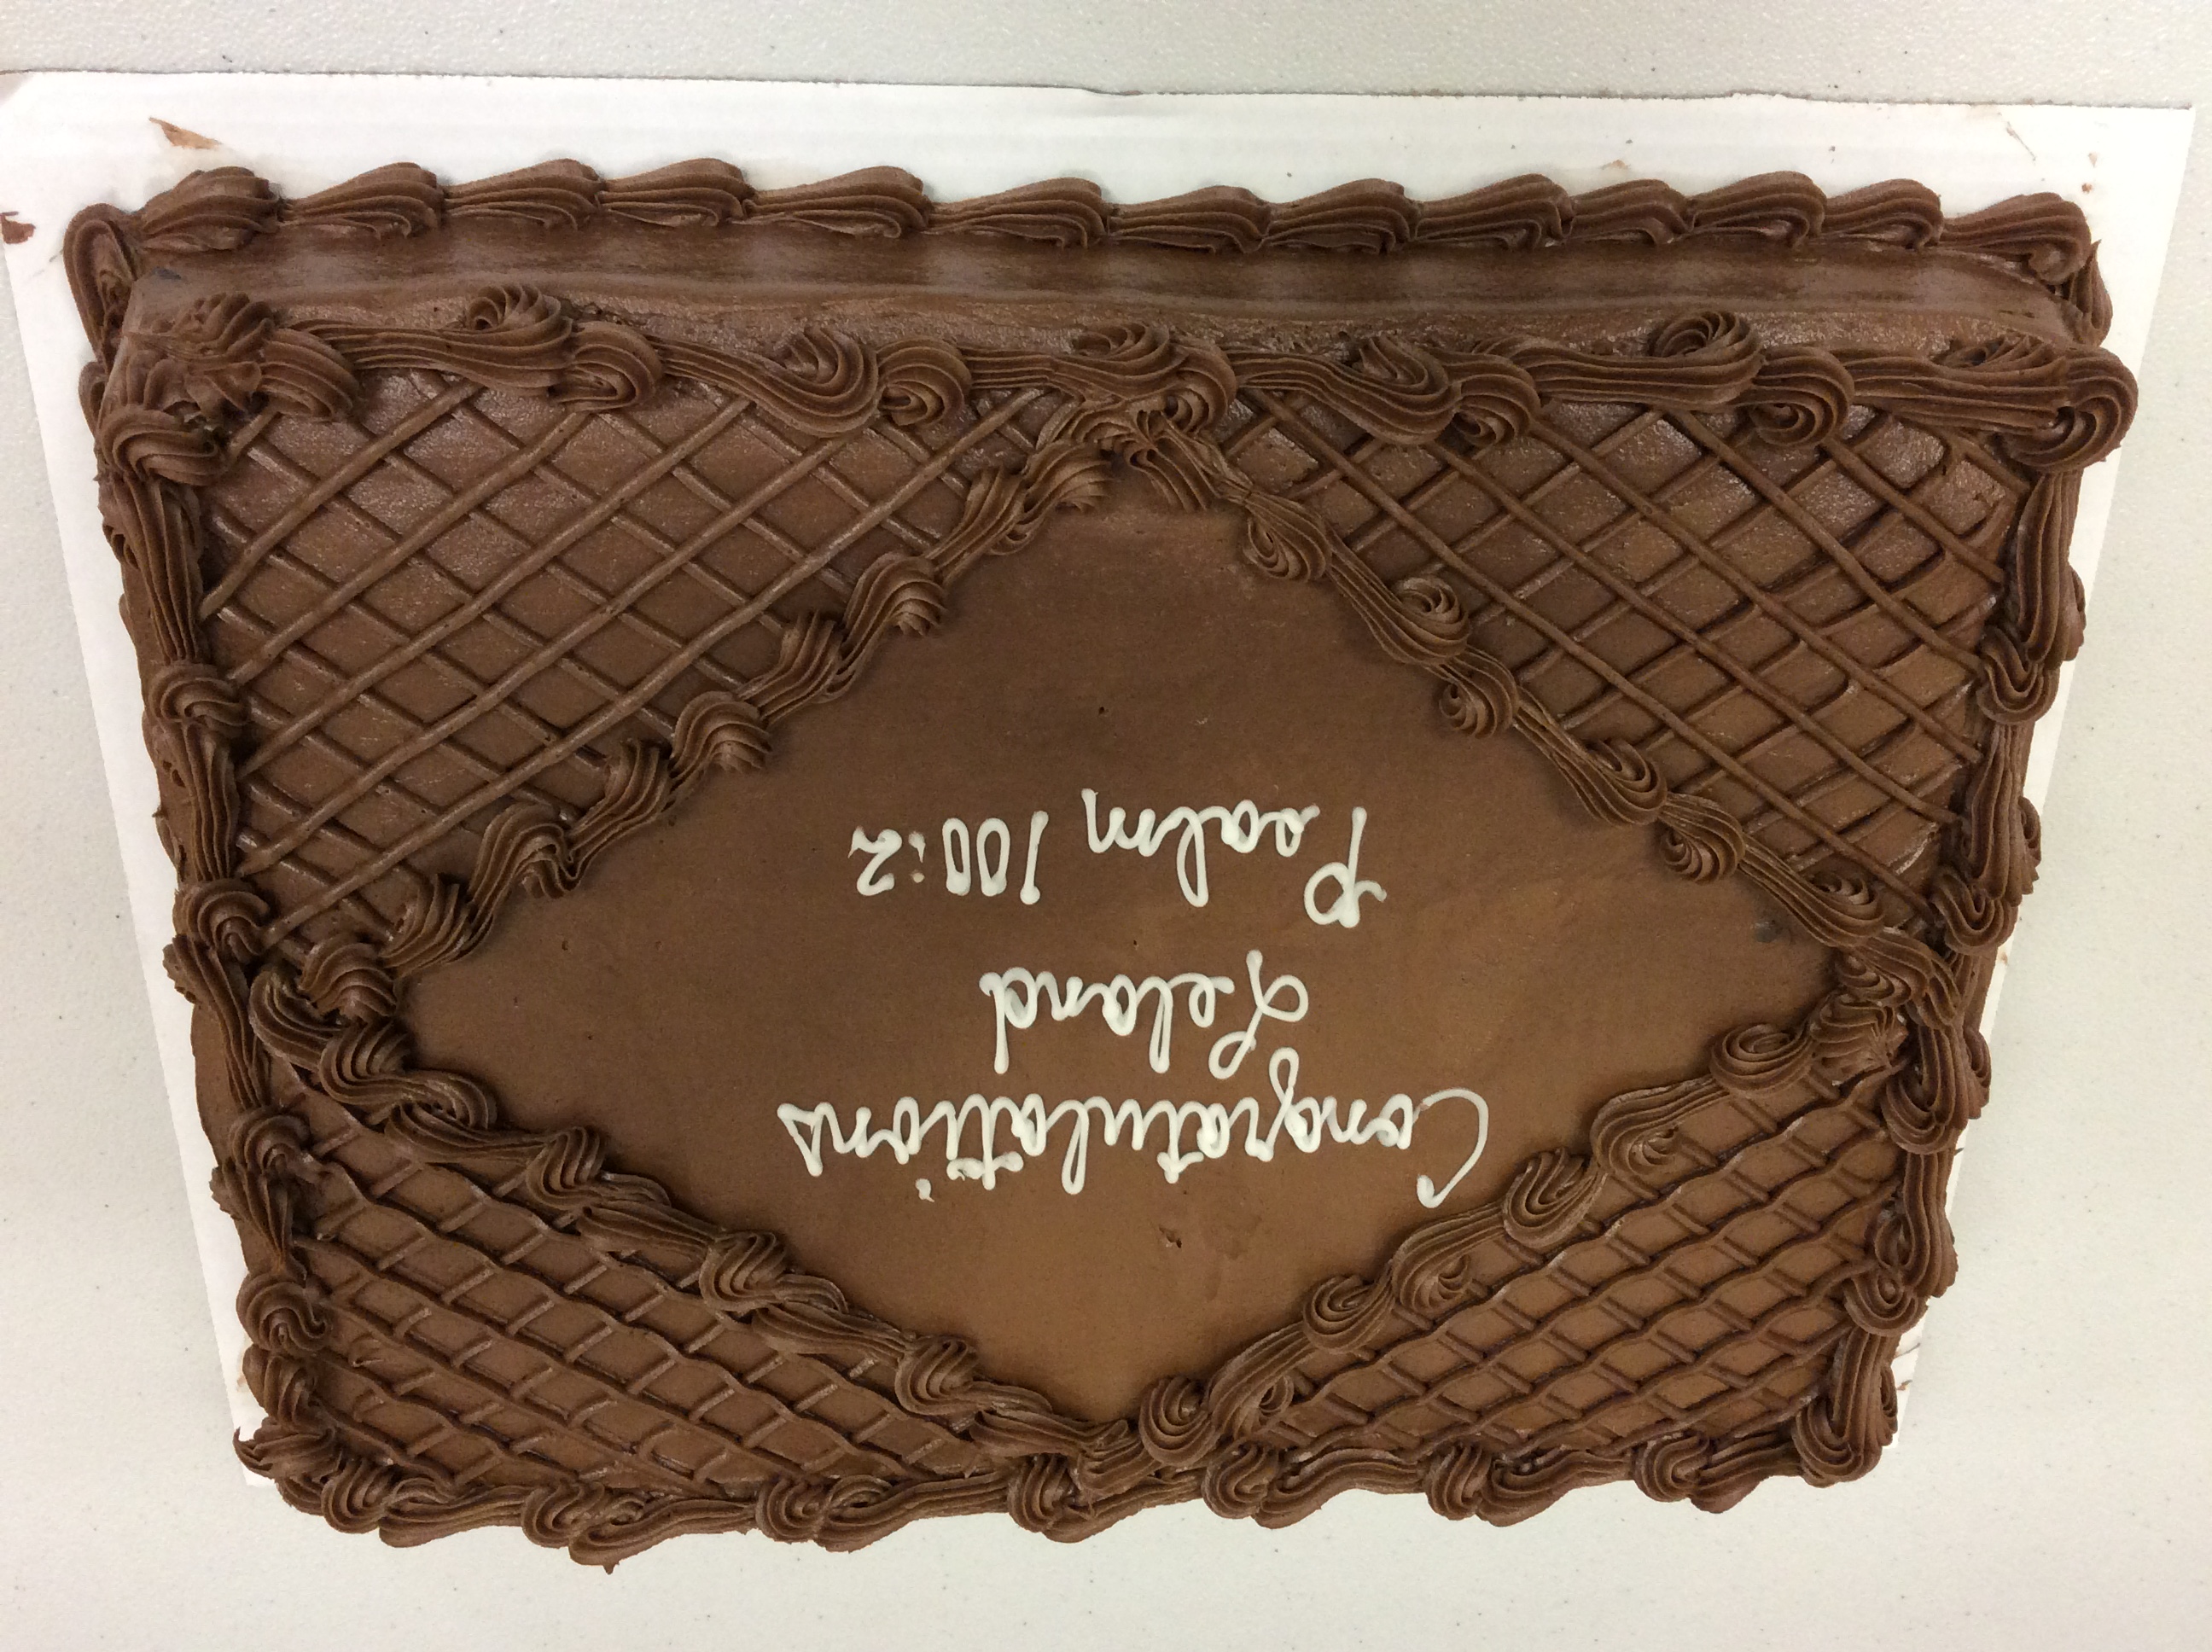 Congratulations
Leland
Psalm 100:2